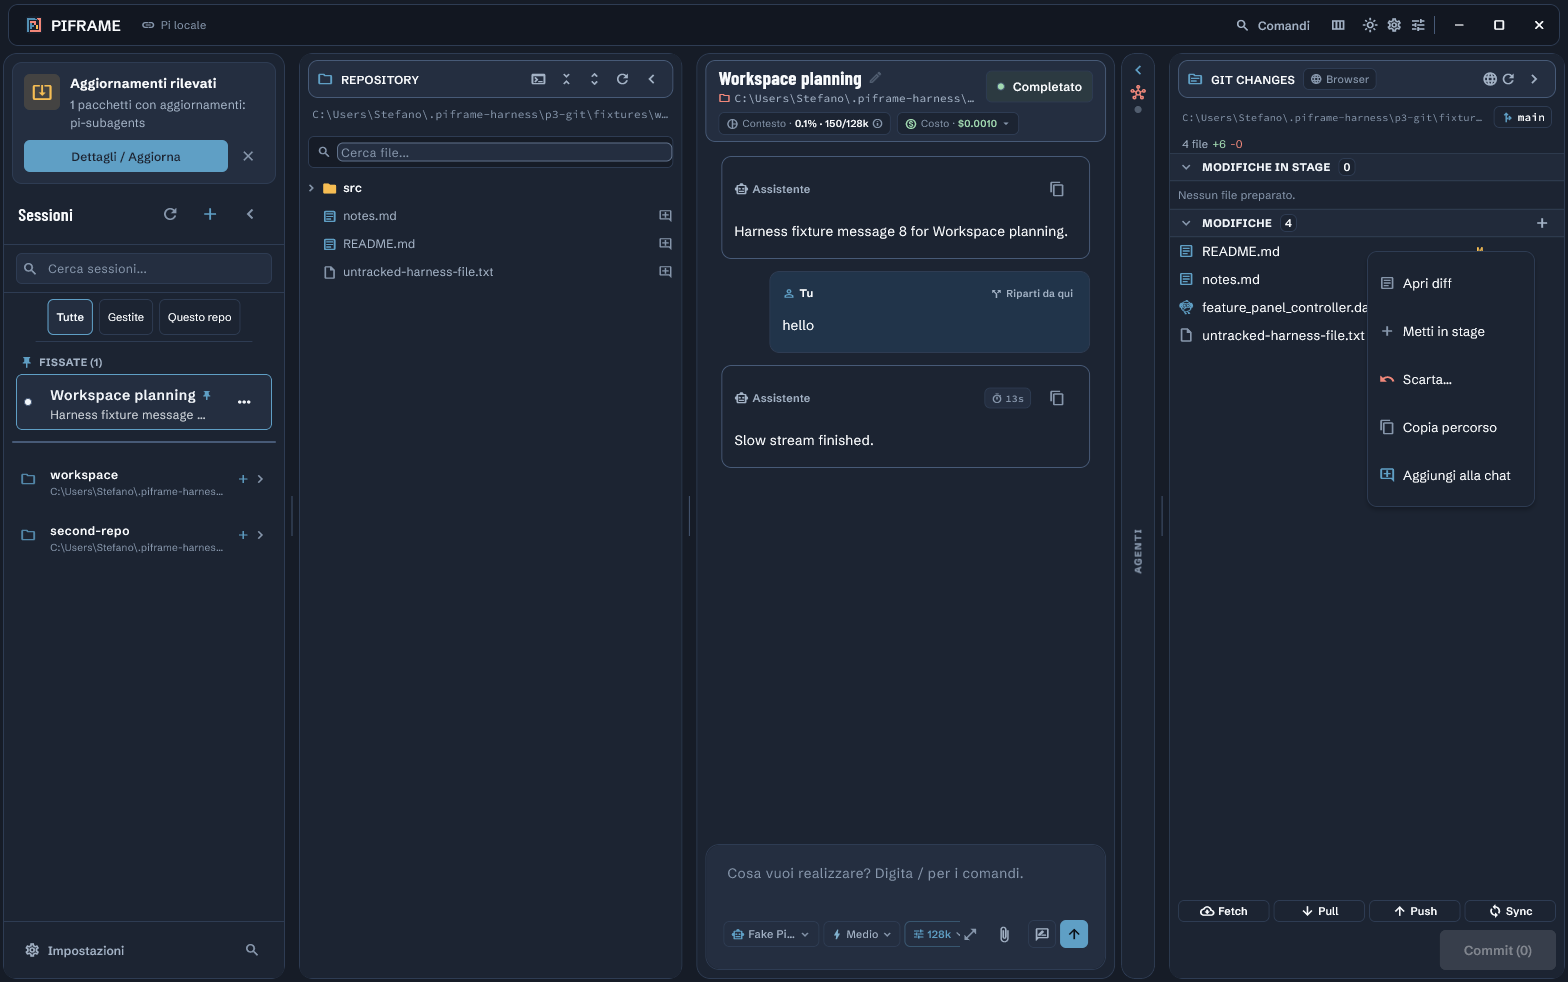 PIFRAME
Pi locale
Comandi
Aggiornamenti rilevati
1 pacchetti con aggiornamenti:
pi-subagents
Dettagli / Aggiorna
Sessioni
Cerca sessioni...
Tutte
Gestite
Questo repo
FISSATE (1)
Workspace planning
Harness fixture message ...
workspace
C:\Users\Stefano\.piframe-harnes...
second-repo
C:\Users\Stefano\.piframe-harnes...
Impostazioni
REPOSITORY
C:\Users\Stefano\.piframe-harness\p3-git\fixtures\w...
Cerca file...
src
notes.md
README.md
untracked-harness-file.txt
Workspace planning
C:\Users\Stefano\.piframe-harness\...
Completato
Contesto · 0.1% · 150/128k
Costo · $0.0010
Assistente
Harness fixture message 8 for Workspace planning.
Tu
Riparti da qui
hello
Assistente
13s
Slow stream finished.
Cosa vuoi realizzare? Digita / per i comandi.
Fake Pi...
Medio
128k
AGENTI
GIT CHANGES
Browser
C:\Users\Stefano\.piframe-harness\p3-git\fixtur...
main
4 file +6 -0
MODIFICHE IN STAGE 0
Nessun file preparato.
MODIFICHE 4
README.md
notes.md
feature_panel_controller.da
untracked-harness-file.txt
Apri diff
Metti in stage
Scarta...
Copia percorso
Aggiungi alla chat
Fetch
Pull
Push
Sync
Commit (0)